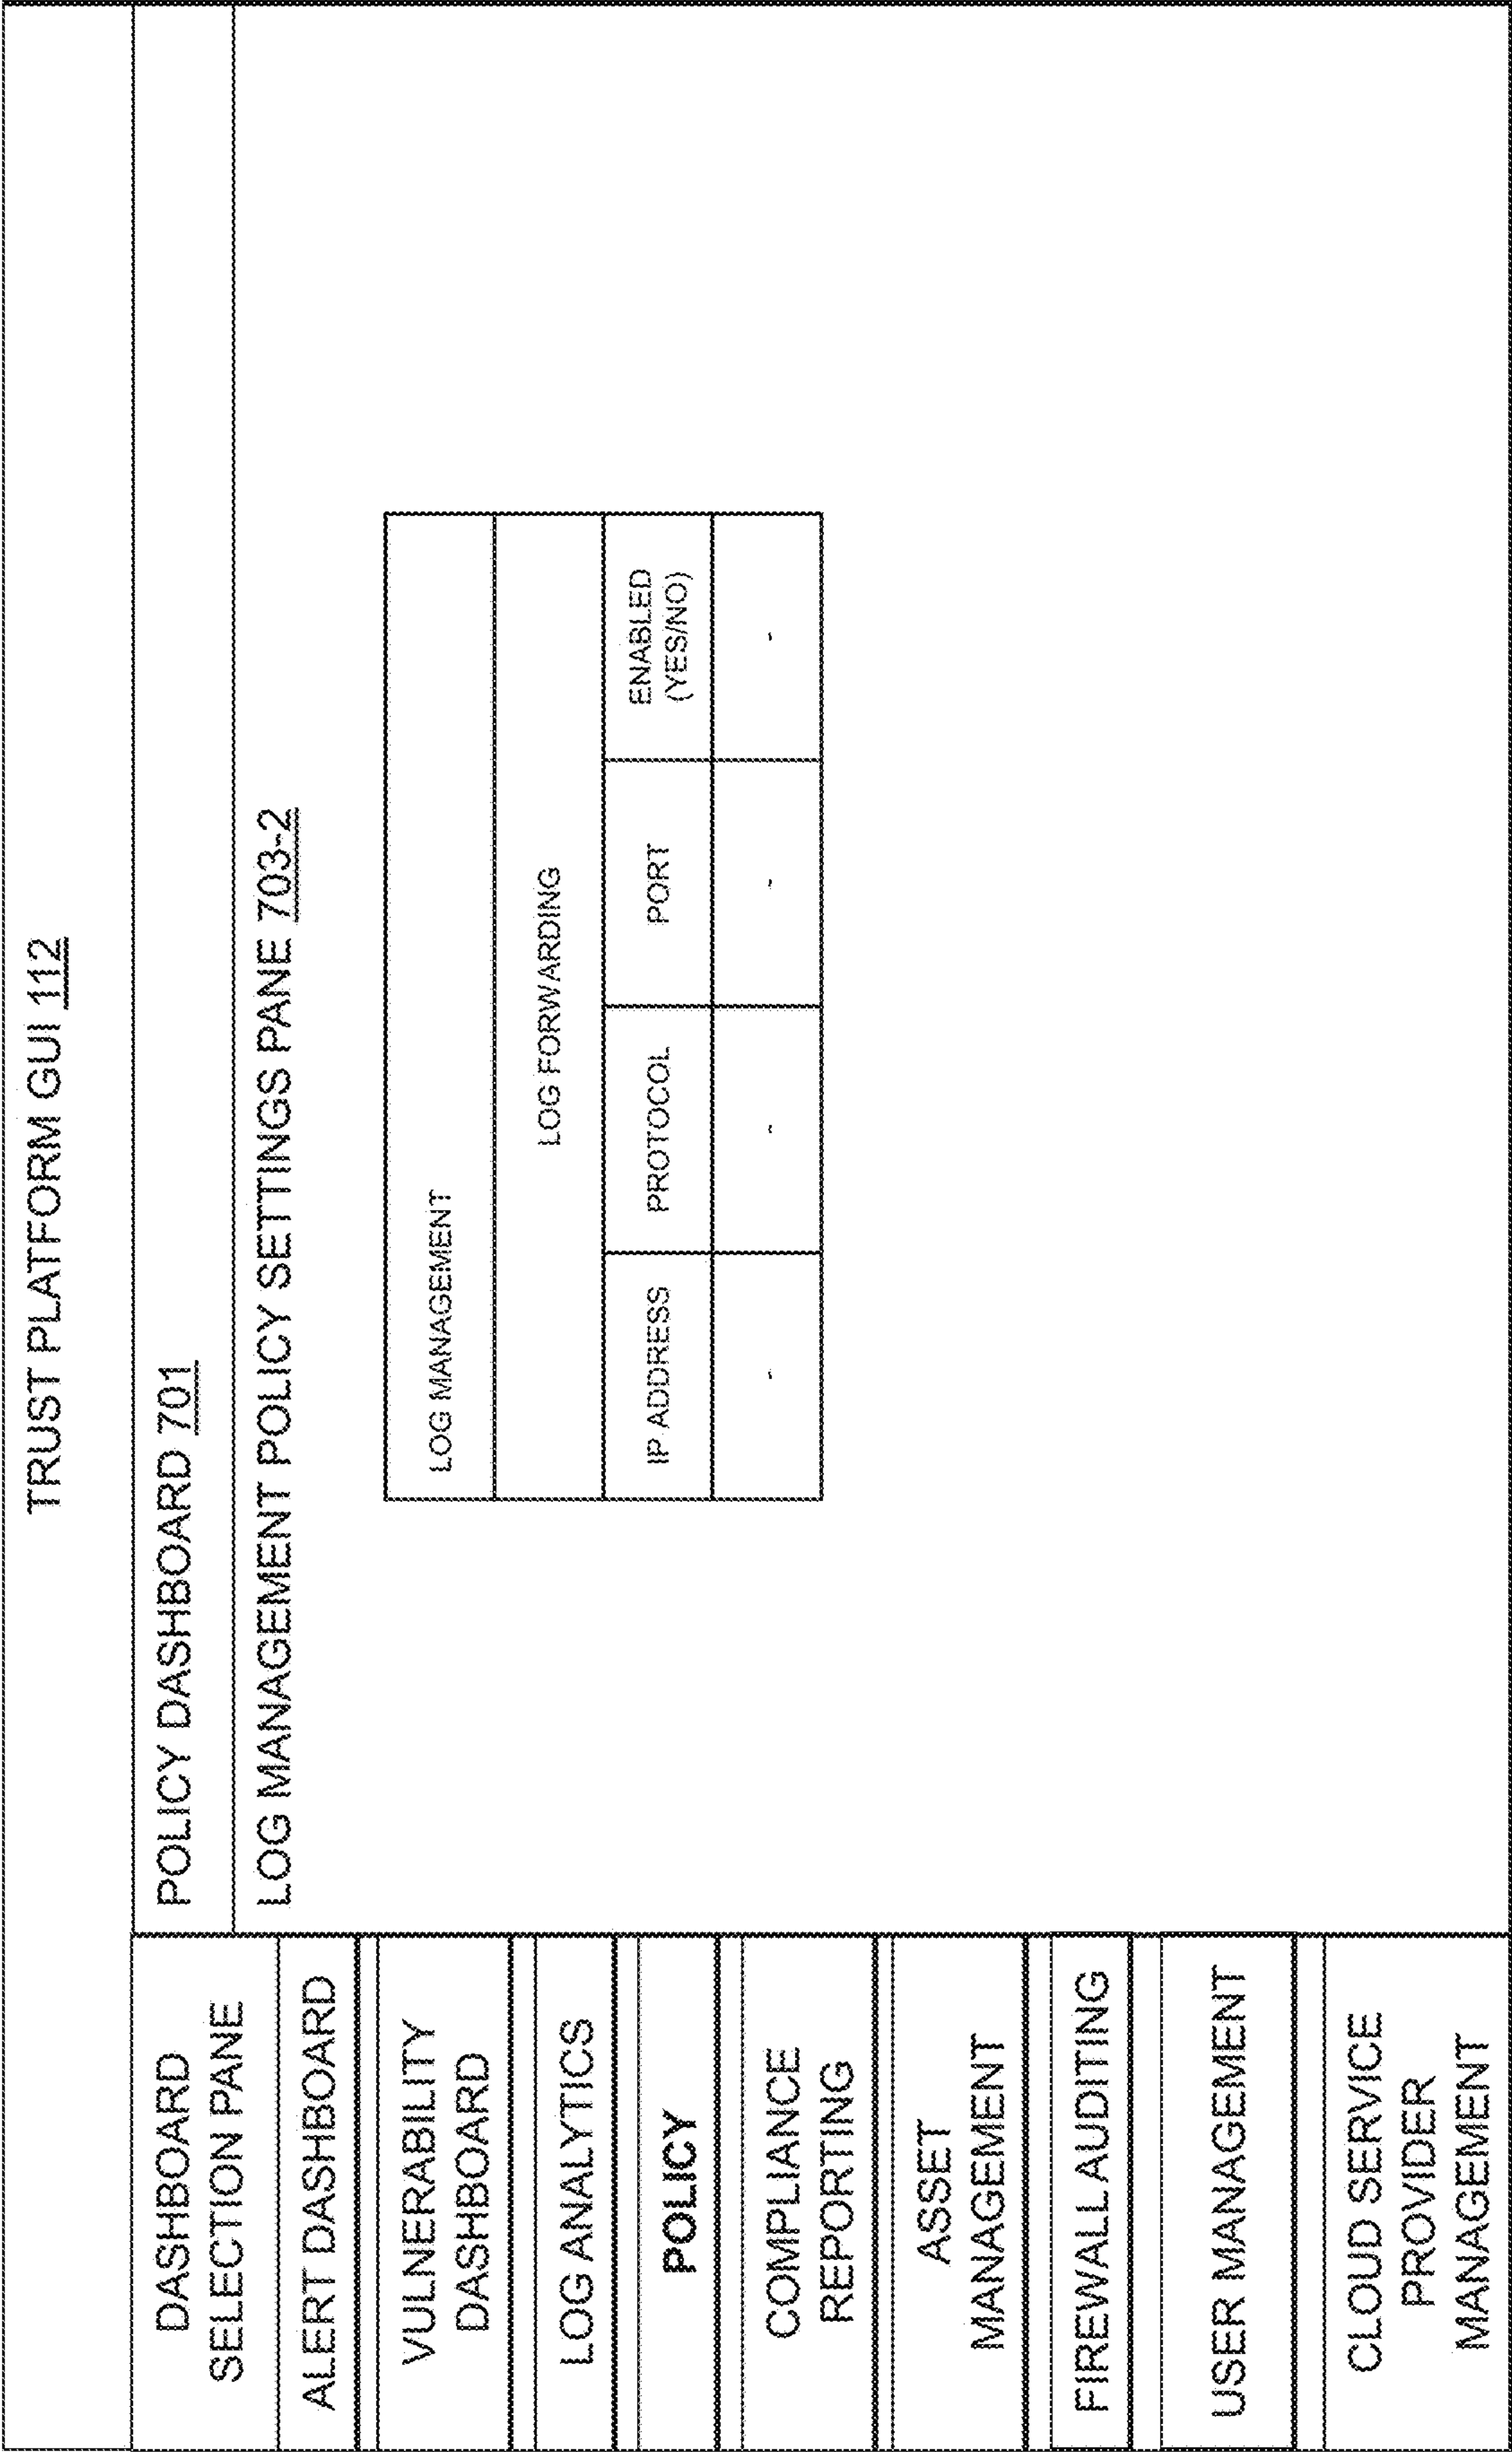 TRUST PLATFORM GUI 112
DASHBOARD
SELECTION PANE
ALERT DASHBOARD
VULNERABILITY
DASHBOARD
LOG ANALYTICS
POLICY
COMPLIANCE
REPORTING
ASSET
MANAGEMENT
FIREWALL AUDITING
USER MANAGEMENT
CLOUD SERVICE
PROVIDER
MANAGEMENT
POLICY DASHBOARD 701
LOG MANAGEMENT POLICY SETTINGS PANE 703-2
LOG MANAGEMENT
LOG FORWARDING
IP ADDRESS PROTOCOL PORT ENABLED
(YES/NO)
- - - -